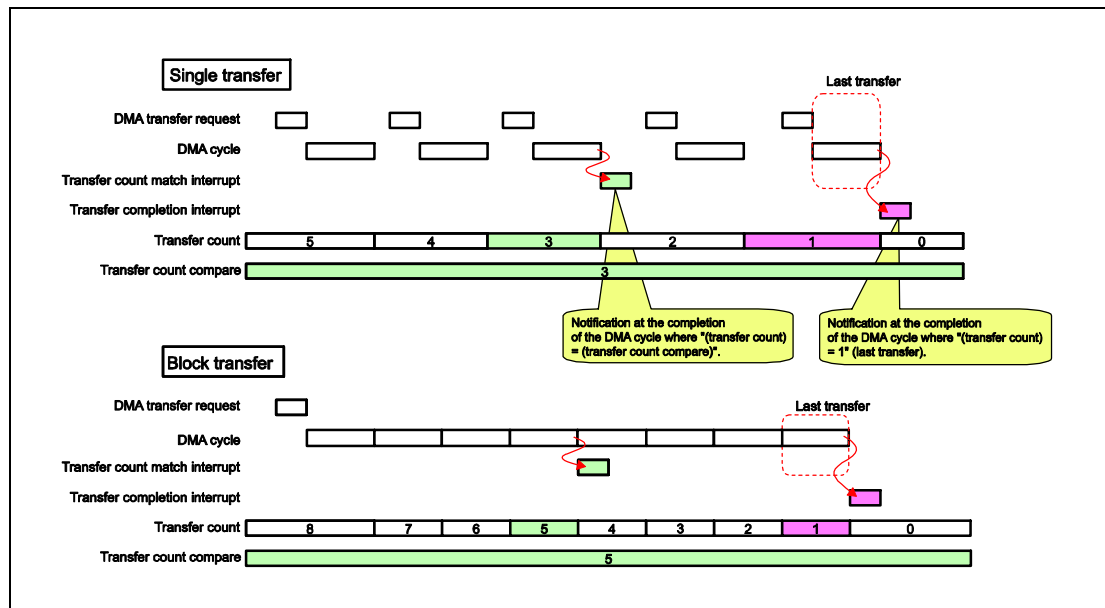 Single transfer
Last transfer
DMA transfer request
DMA cycle
Transfer count match interrupt
Transfer completion interrupt
Transfer count 5 4 3 2 1 0
Transfer count compare 3
Notification at the completion
of the DMA cycle where "(transfer count)
= (transfer count compare)".
Notification at the completion
of the DMA cycle where "(transfer count)
= 1" (last transfer).
Block transfer
DMA transfer request
Last transfer
DMA cycle
Transfer count match interrupt
Transfer completion interrupt
Transfer count 8 7 6 5 4 3 2 1 0
Transfer count compare 5